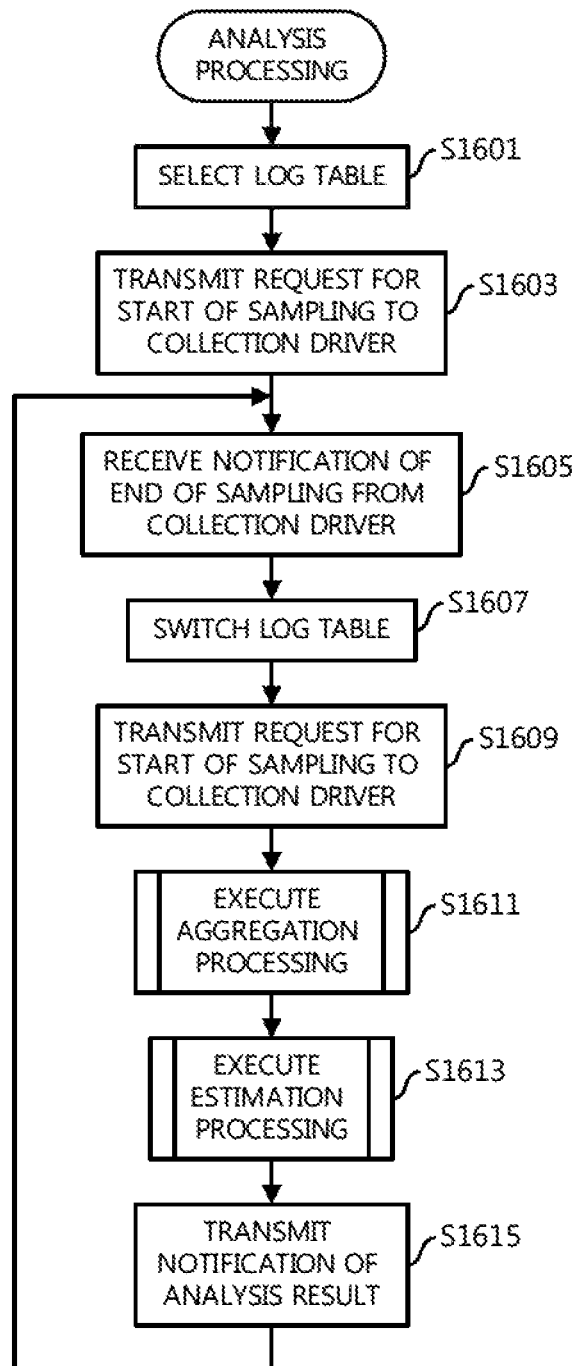 ANALYSIS
PROCESSING
S1601
SELECT LOG TABLE
S1603
TRANSMIT REQUEST FOR
START OF SAMPLING TO
COLLECTION DRIVER
S1605
RECEIVE NOTIFICATION OF
END OF SAMPLING FROM
COLLECTION DRIVER
S1607
SWITCH LOG TABLE
S1609
TRANSMIT REQUEST FOR
START OF SAMPLING TO
COLLECTION DRIVER
S1611
EXECUTE
AGGREGATION
PROCESSING
S1613
EXECUTE
ESTIMATION
PROCESSING
S1615
TRANSMIT
NOTIFICATION OF
ANALYSIS RESULT